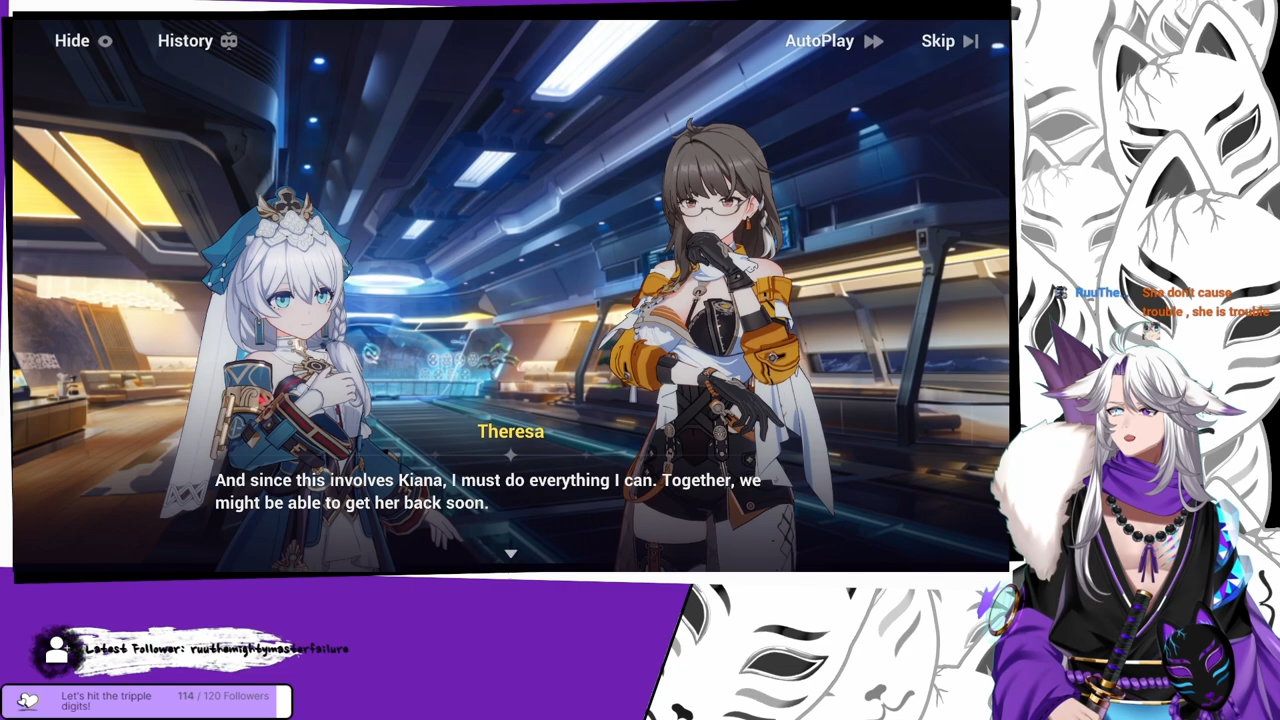 Hide
History
AutoPlay
Skip
RuuThe... She don't cause
trouble , she is trouble
Theresa
And since this involves Kiana, I must do everything I can. Together, we
might be able to get her back soon.
Latest Follower: ruuthemightymasterfailure
Let's hit the tripple
digits!
114 / 120 Followers